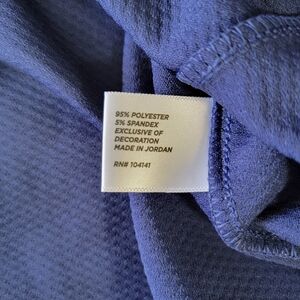 95% POLYESTER
5% SPANDEX
EXCLUSIVE OF
DECORATION
MADE IN JORDAN
RN# 104141